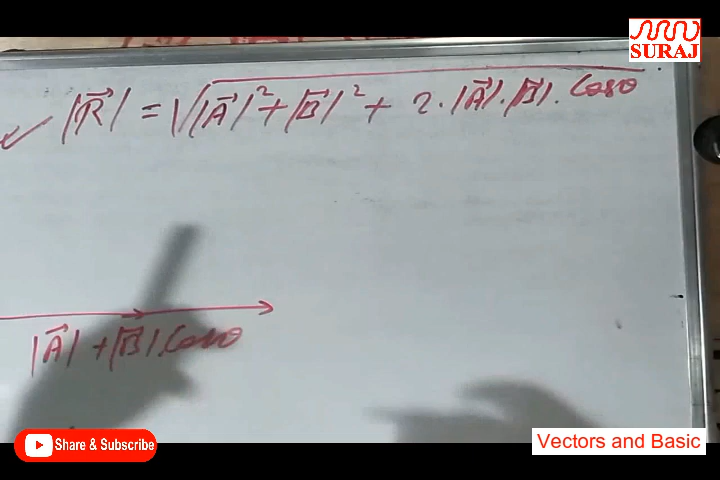 SURAJ
|R⃗| = √|A⃗|² + |B⃗|² + 2 . |A⃗| . |B⃗| . Cosθ
|A⃗| + |B⃗| . Cosθ
Share & Subscribe
Vectors and Basic